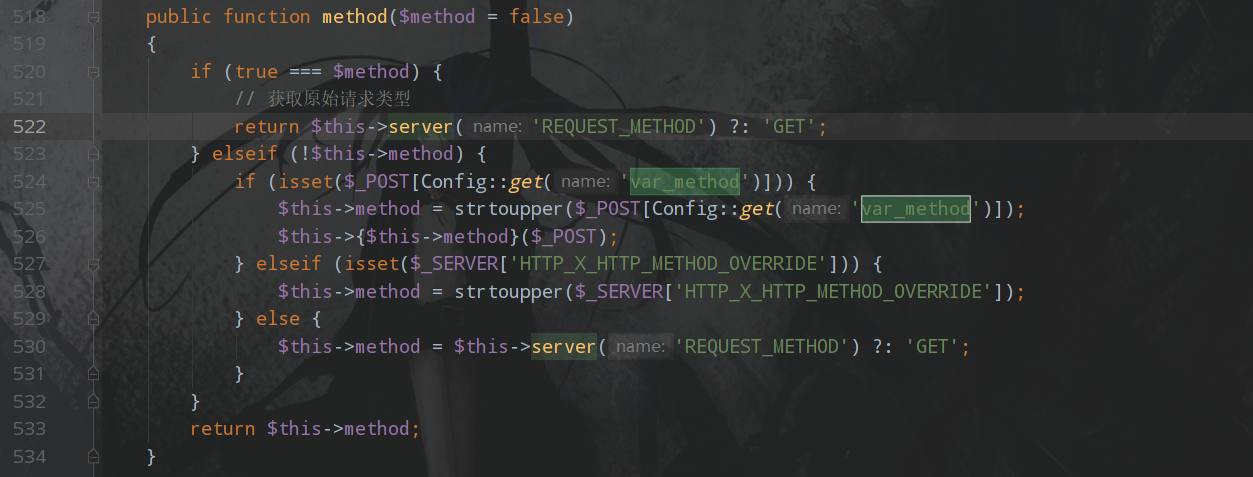 518 public function method($method = false)
519 {
520 if (true === $method) {
521 // 获取原始请求类型
522 return $this->server( name: 'REQUEST_METHOD') ?: 'GET';
523 } elseif (!$this->method) {
524 if (isset($_POST[Config::get( name: 'var_method')])) {
525 $this->method = strtoupper($_POST[Config::get( name: 'var_method')]);
526 $this->{$this->method}($_POST);
527 } elseif (isset($_SERVER['HTTP_X_HTTP_METHOD_OVERRIDE'])) {
528 $this->method = strtoupper($_SERVER['HTTP_X_HTTP_METHOD_OVERRIDE']);
529 } else {
530 $this->method = $this->server( name: 'REQUEST_METHOD') ?: 'GET';
531 }
532 }
533 return $this->method;
534 }